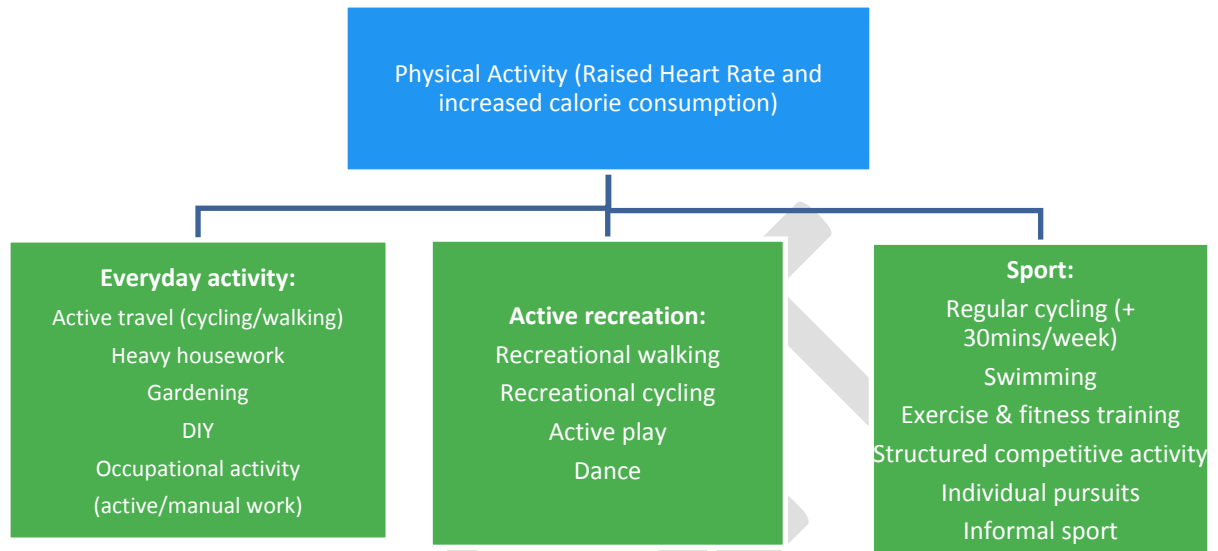 Physical Activity (Raised Heart Rate and
increased calorie consumption)
Everyday activity:
Active travel (cycling/walking)
Heavy housework
Gardening
DIY
Occupational activity
(active/manual work)
Active recreation:
Recreational walking
Recreational cycling
Active play
Dance
Sport:
Regular cycling (+
30mins/week)
Swimming
Exercise & fitness training
Structured competitive activity
Individual pursuits
Informal sport